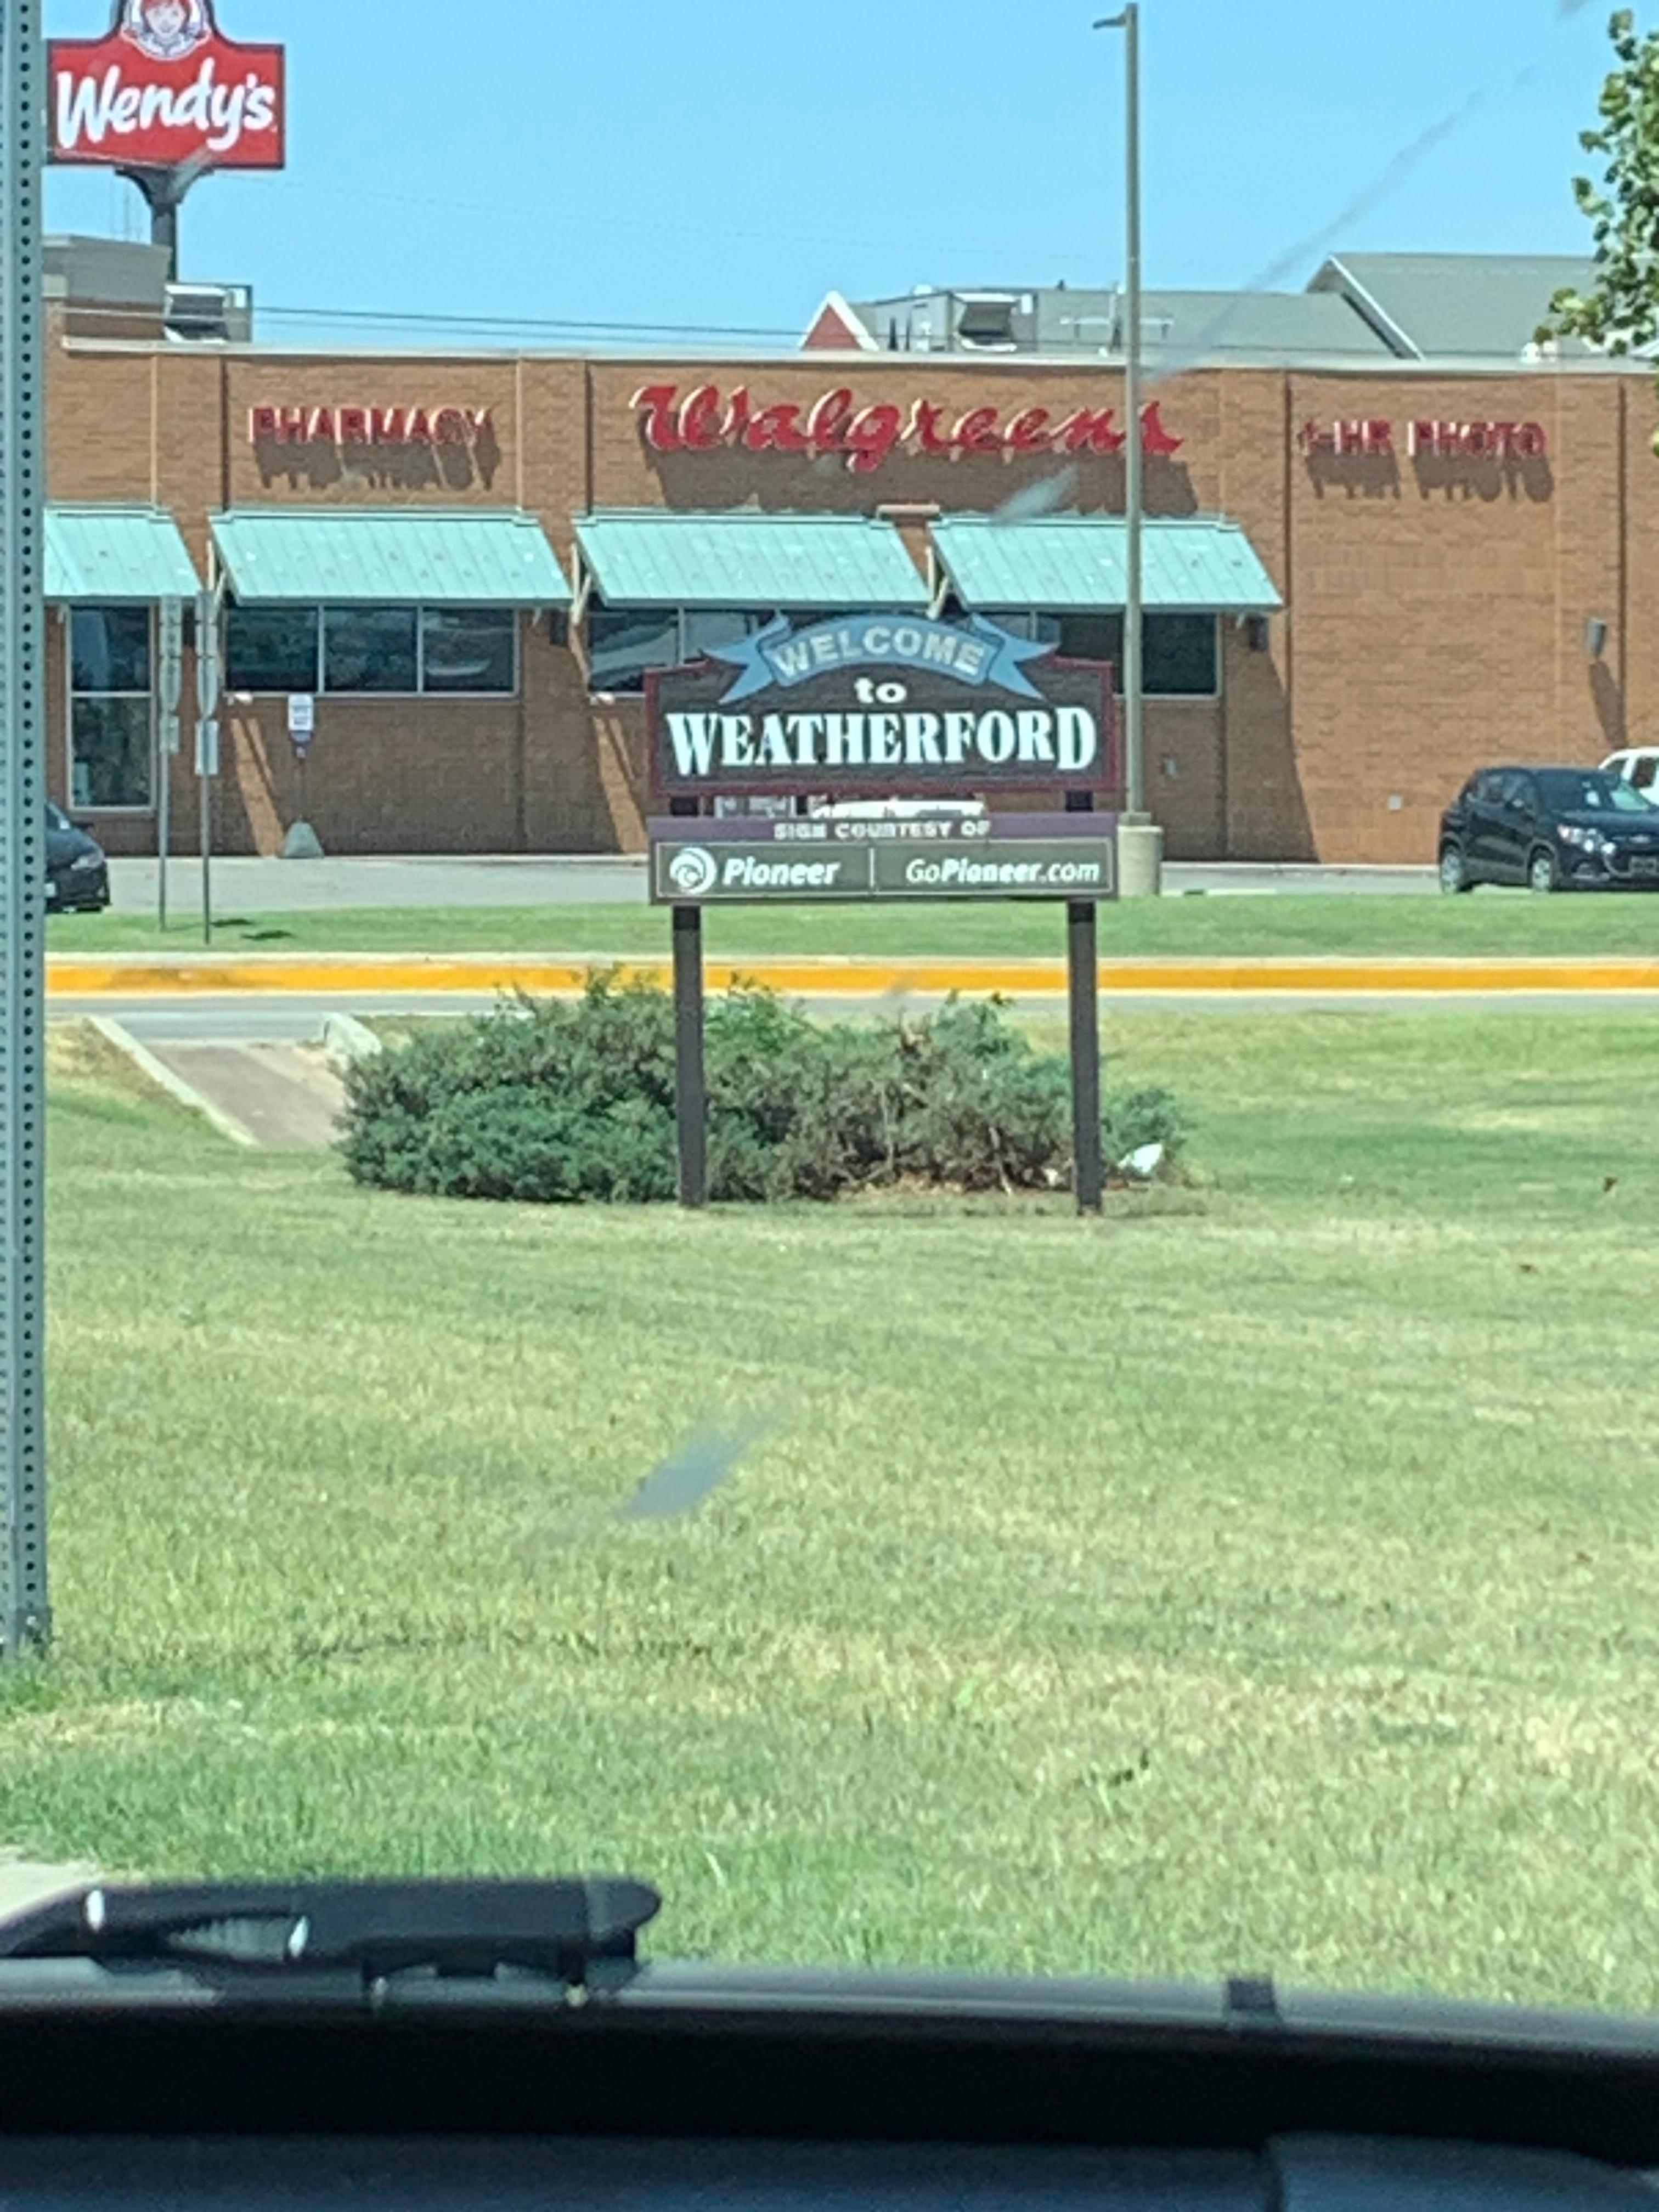 Wendy's
PHARMACY
Walgreens
1-HR PHOTO
WELCOME
to
WEATHERFORD
SIGN COURTESY OF
Pioneer
GoPioneer.com